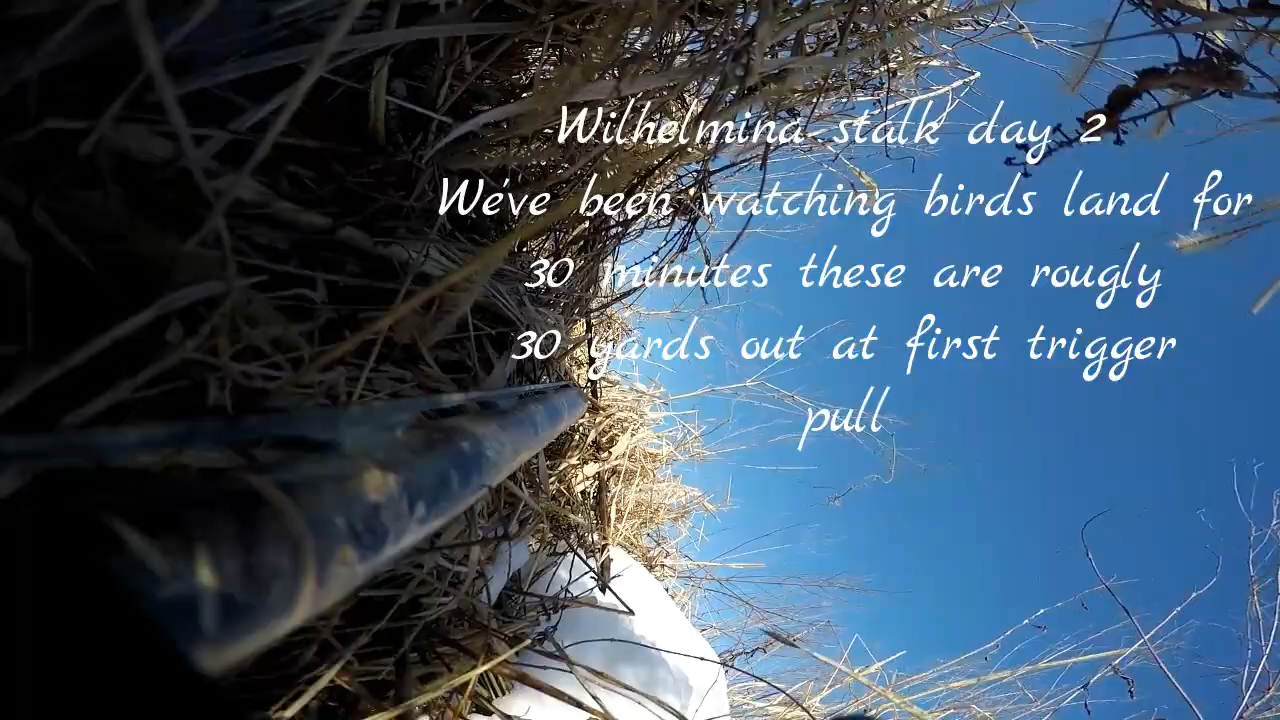 Wilhelmina stalk day 2
We've been watching birds land for
30 minutes these are rougly
30 yards out at first trigger
pull